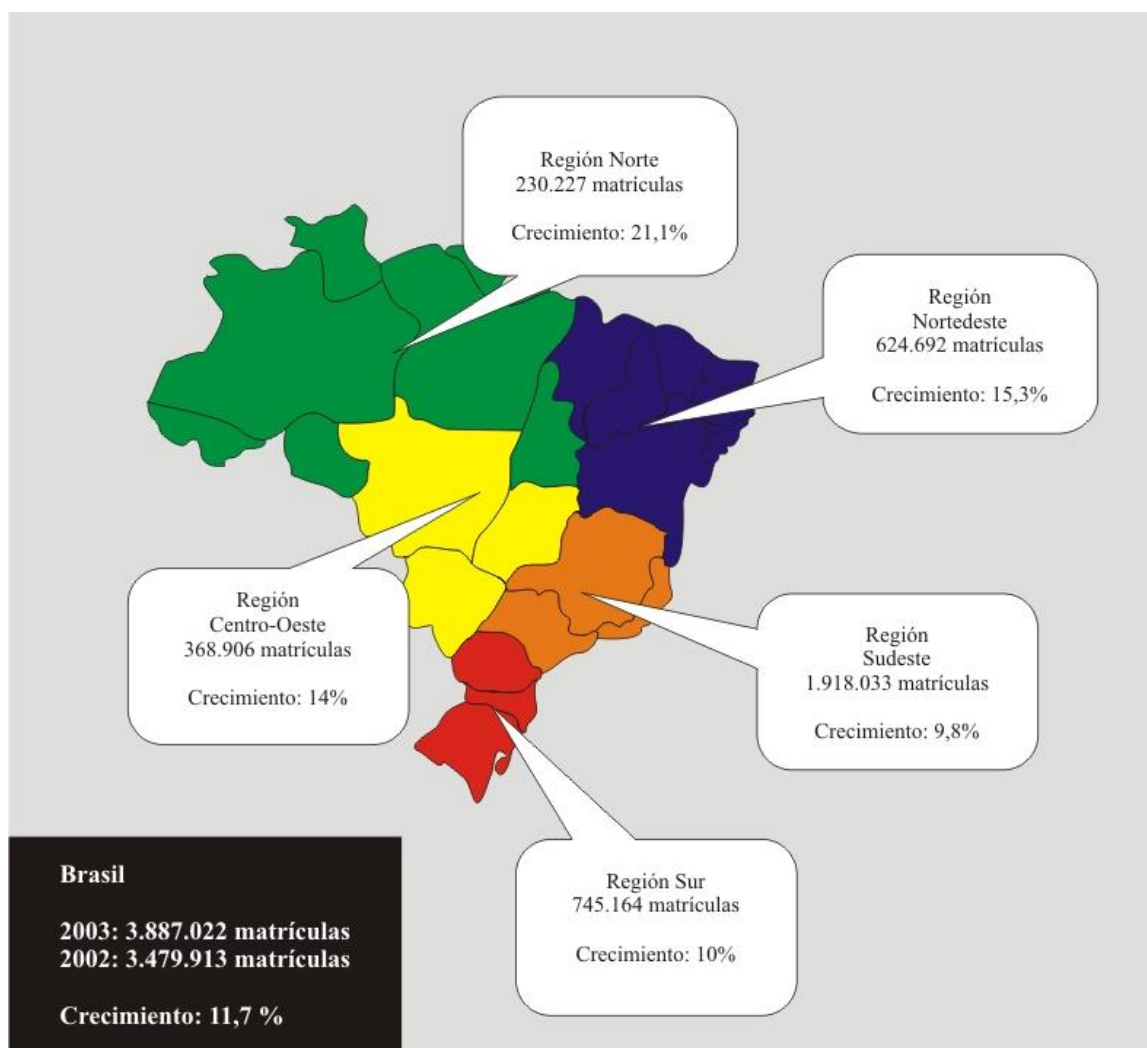 Región Norte
230.227 matrículas
Crecimiento: 21,1%
Región
Nortedeste
624.692 matrículas
Crecimiento: 15,3%
Región
Centro-Oeste
368.906 matrículas
Crecimiento: 14%
Región
Sudeste
1.918.033 matrículas
Crecimiento: 9,8%
Región Sur
745.164 matrículas
Crecimiento: 10%
Brasil
2003: 3.887.022 matrículas
2002: 3.479.913 matrículas
Crecimiento: 11,7 %